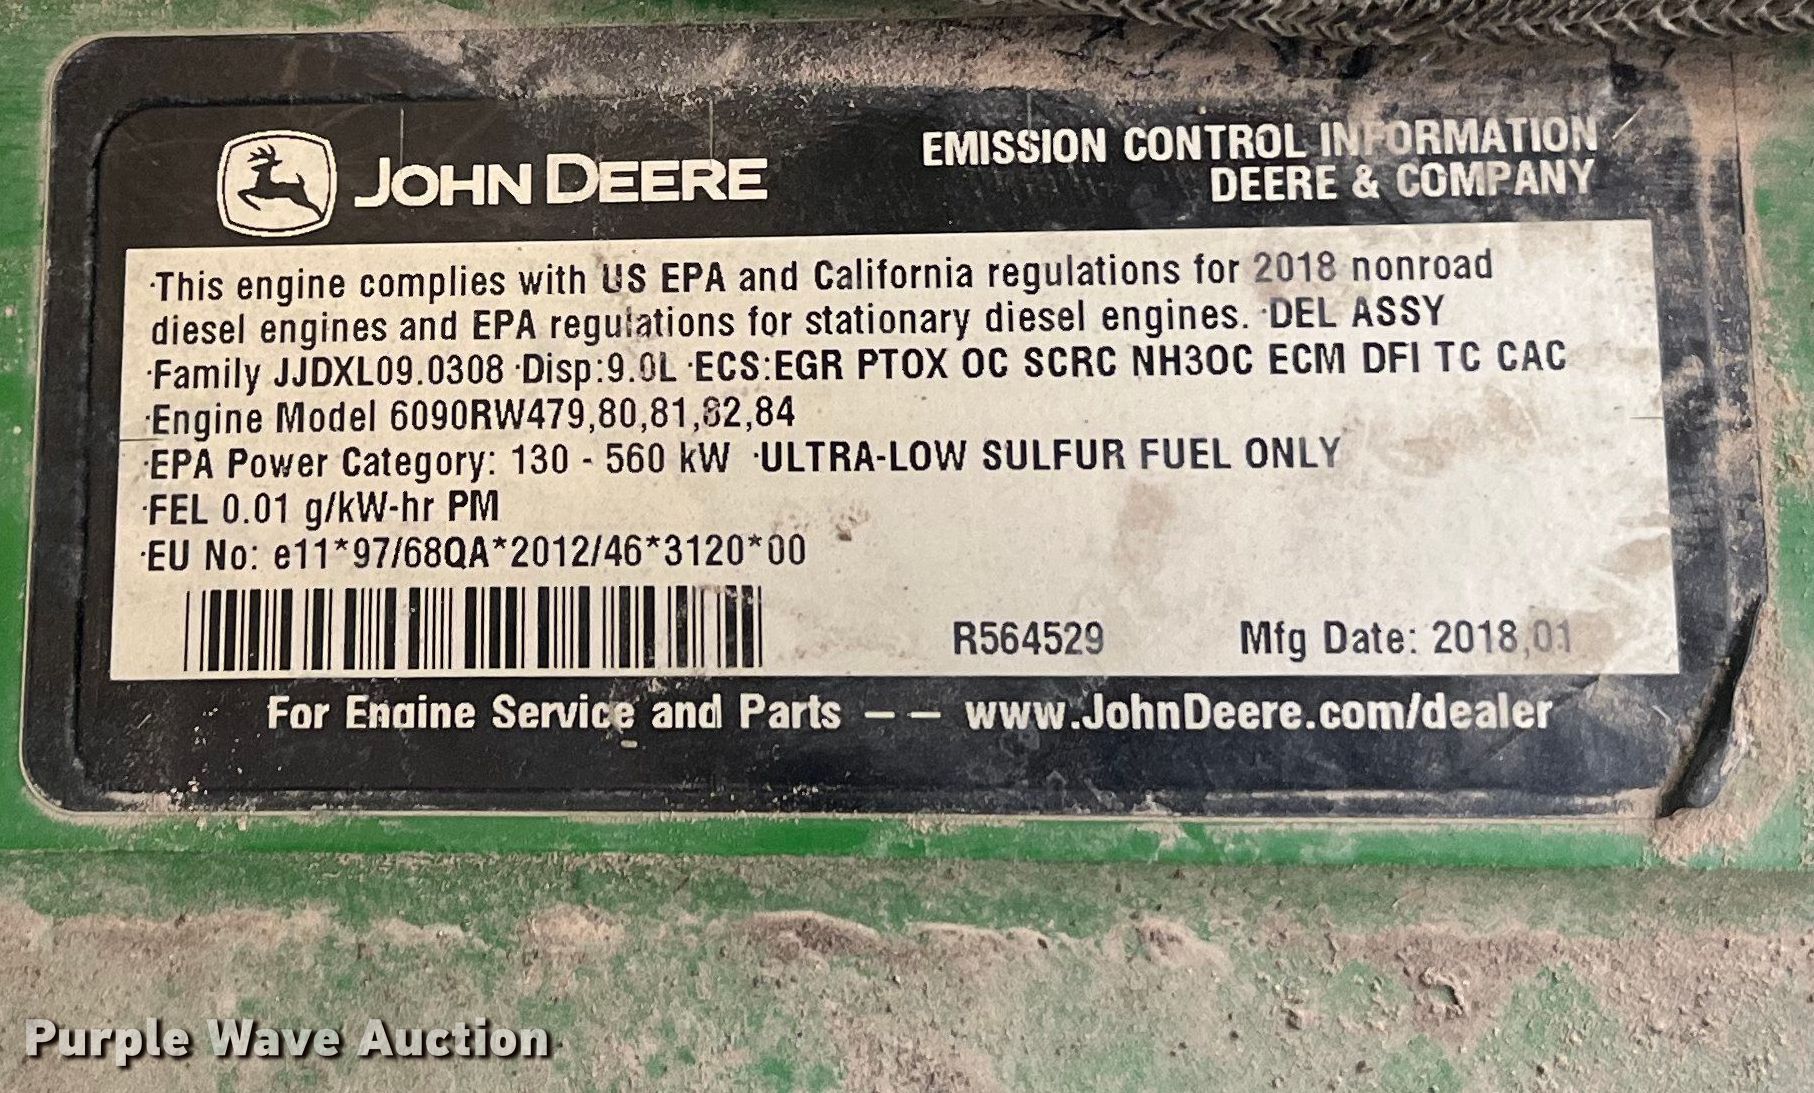 JOHN DEERE
EMISSION CONTROL INFORMATION
DEERE & COMPANY
·This engine complies with US EPA and California regulations for 2018 nonroad
diesel engines and EPA regulations for stationary diesel engines. ·DEL ASSY
·Family JJDXL09.0308 ·Disp:9.0L ·ECS:EGR PTOX OC SCRC NH3OC ECM DFI TC CAC
·Engine Model 6090RW479,80,81,82,84
·EPA Power Category: 130 - 560 kW ·ULTRA-LOW SULFUR FUEL ONLY
·FEL 0.01 g/kW-hr PM
·EU No: e11*97/68QA*2012/46*3120*00
R564529 Mfg Date: 2018,01
For Engine Service and Parts – – www.JohnDeere.com/dealer
Purple Wave Auction